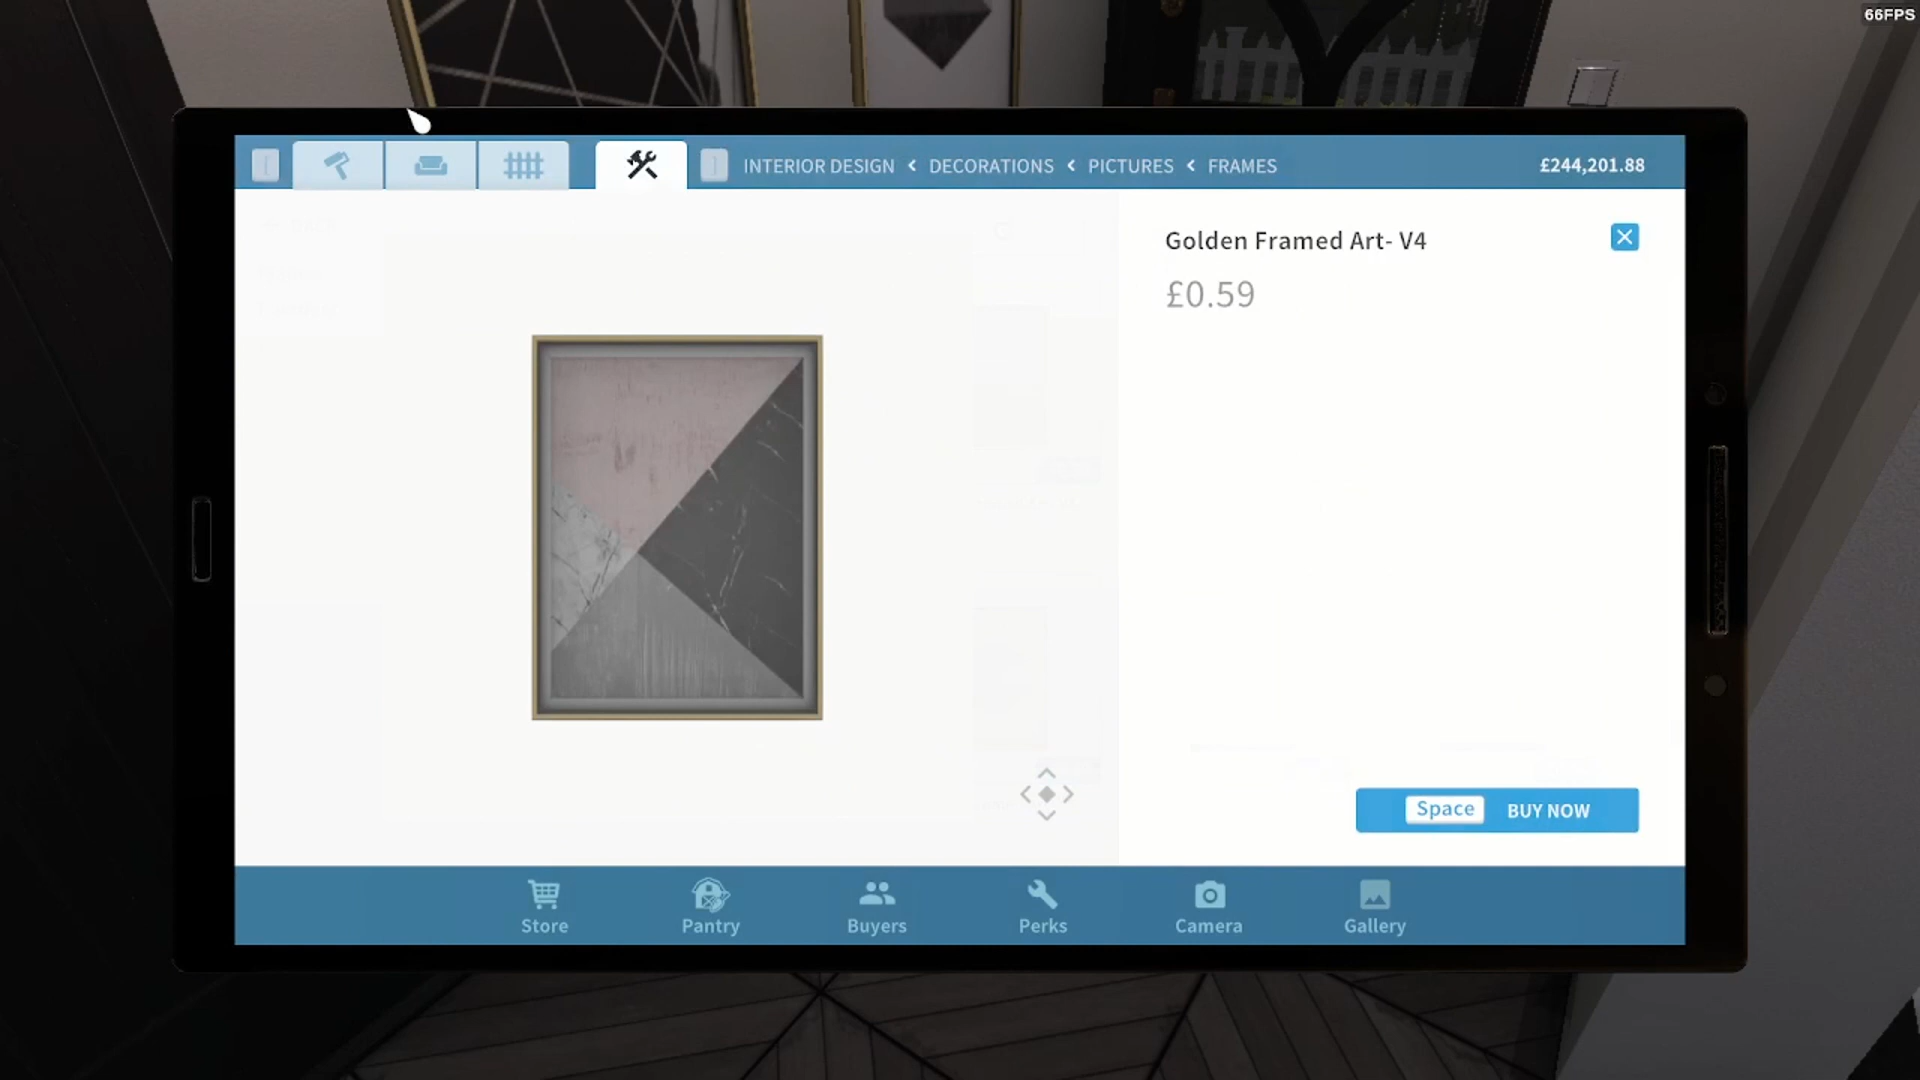 66FPS
INTERIOR DESIGN < DECORATIONS < PICTURES < FRAMES
£244,201.88
Golden Framed Art- V4
£0.59
Space BUY NOW
Store Pantry Buyers Perks Camera Gallery